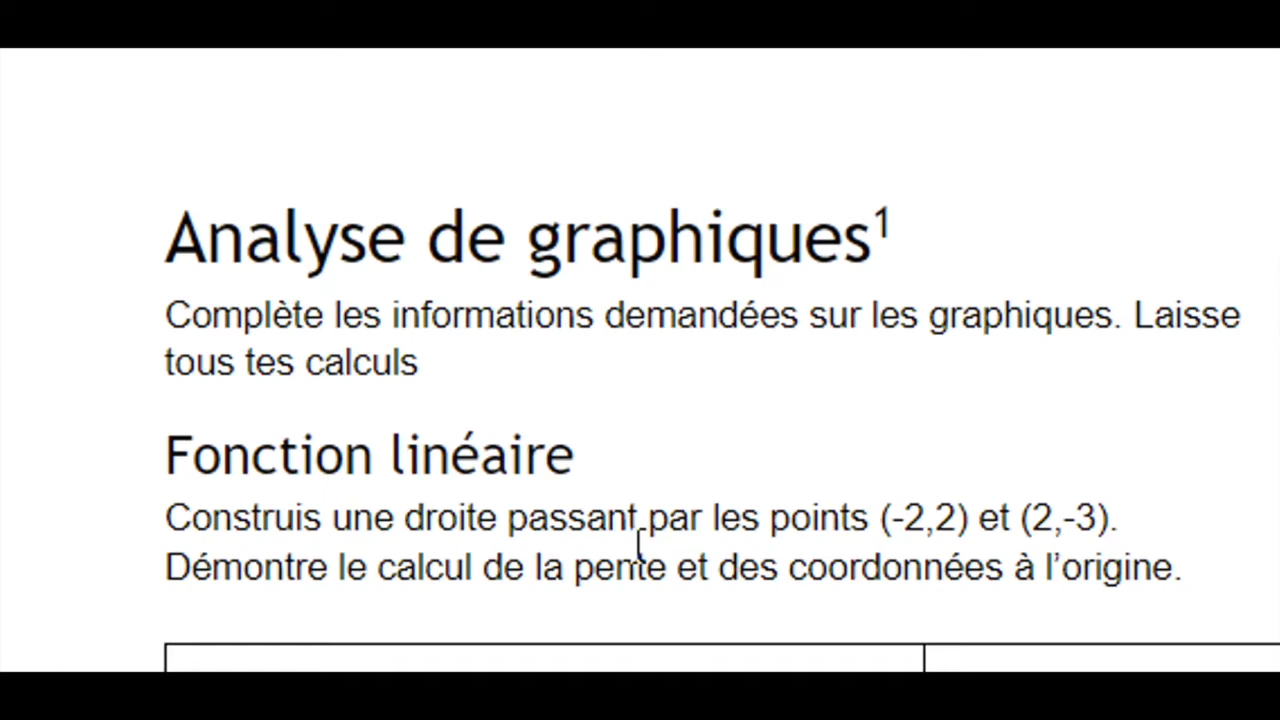 Analyse de graphiques¹
Complète les informations demandées sur les graphiques. Laisse
tous tes calculs
Fonction linéaire
Construis une droite passant par les points (-2,2) et (2,-3).
Démontre le calcul de la pente et des coordonnées à l’origine.